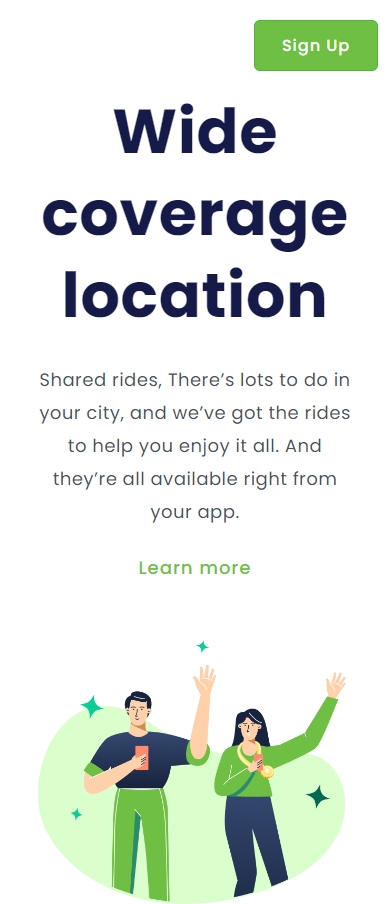 Sign Up
Wide
coverage
location
Shared rides, There’s lots to do in
your city, and we’ve got the rides
to help you enjoy it all. And
they’re all available right from
your app.
Learn more